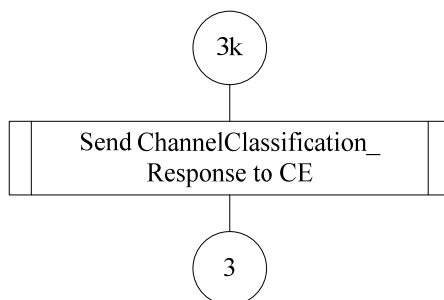 3k
Send ChannelClassification_
Response to CE
3